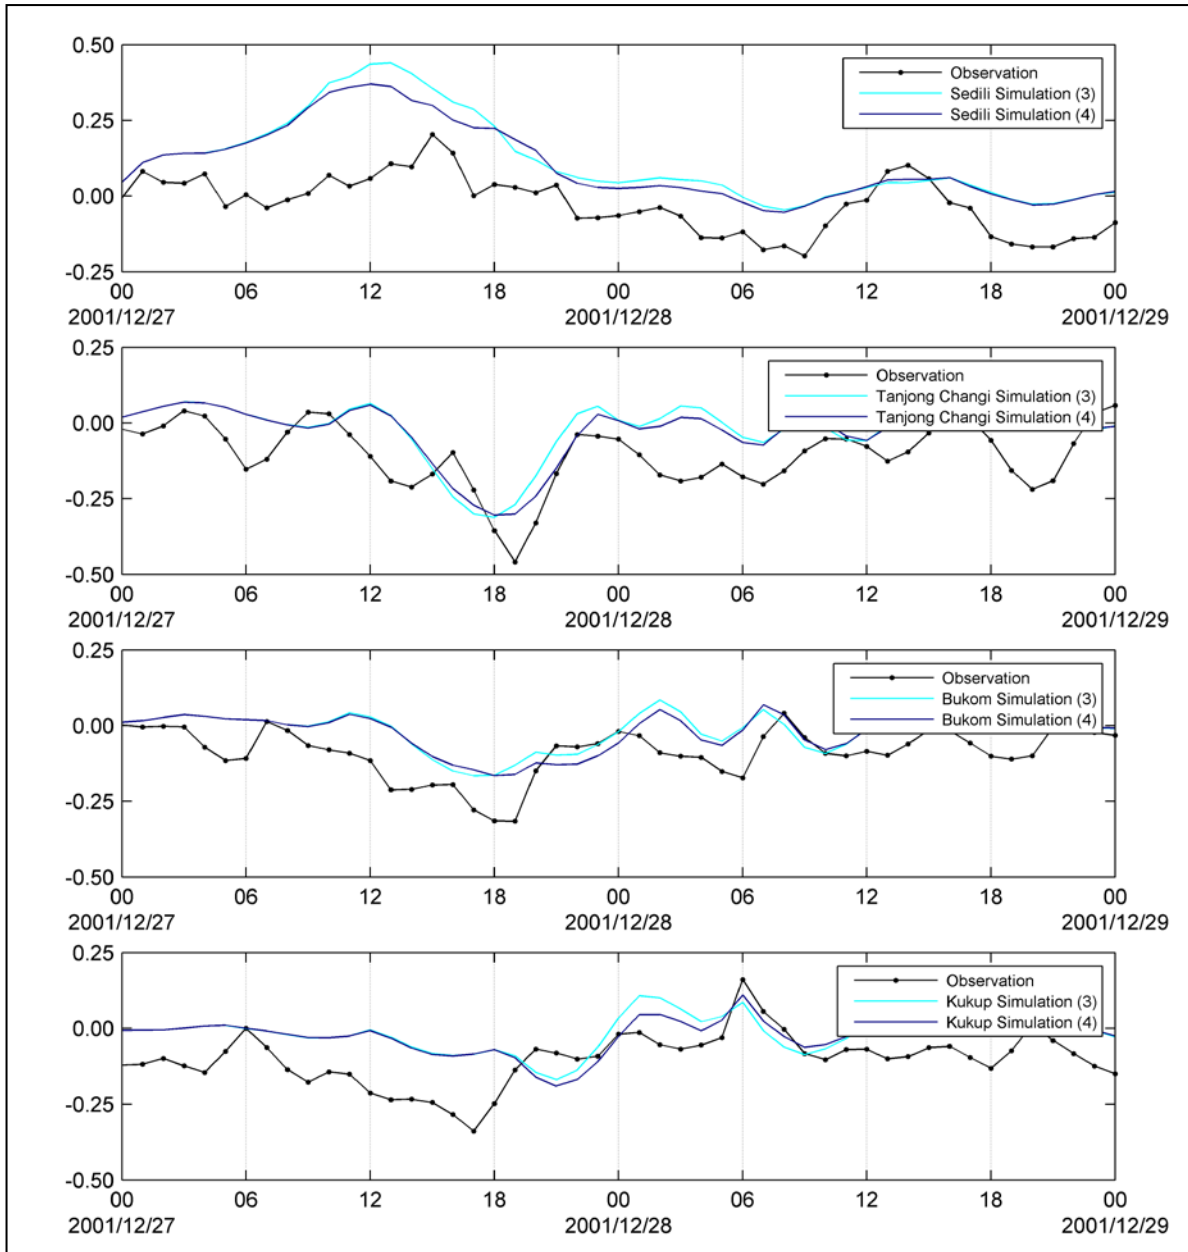 0.50
Observation
Sedili Simulation (3)
Sedili Simulation (4)
0.25
0.00
-0.25
00 06 12 18 00 06 12 18 00
2001/12/27 2001/12/28 2001/12/29
0.25
Observation
Tanjong Changi Simulation (3)
Tanjong Changi Simulation (4)
0.00
-0.25
-0.50
00 06 12 18 00 06 12 18 00
2001/12/27 2001/12/28 2001/12/29
0.25
Observation
Bukom Simulation (3)
Bukom Simulation (4)
0.00
-0.25
-0.50
00 06 12 18 00 06 12 18 00
2001/12/27 2001/12/28 2001/12/29
0.25
Observation
Kukup Simulation (3)
Kukup Simulation (4)
0.00
-0.25
-0.50
00 06 12 18 00 06 12 18 00
2001/12/27 2001/12/28 2001/12/29